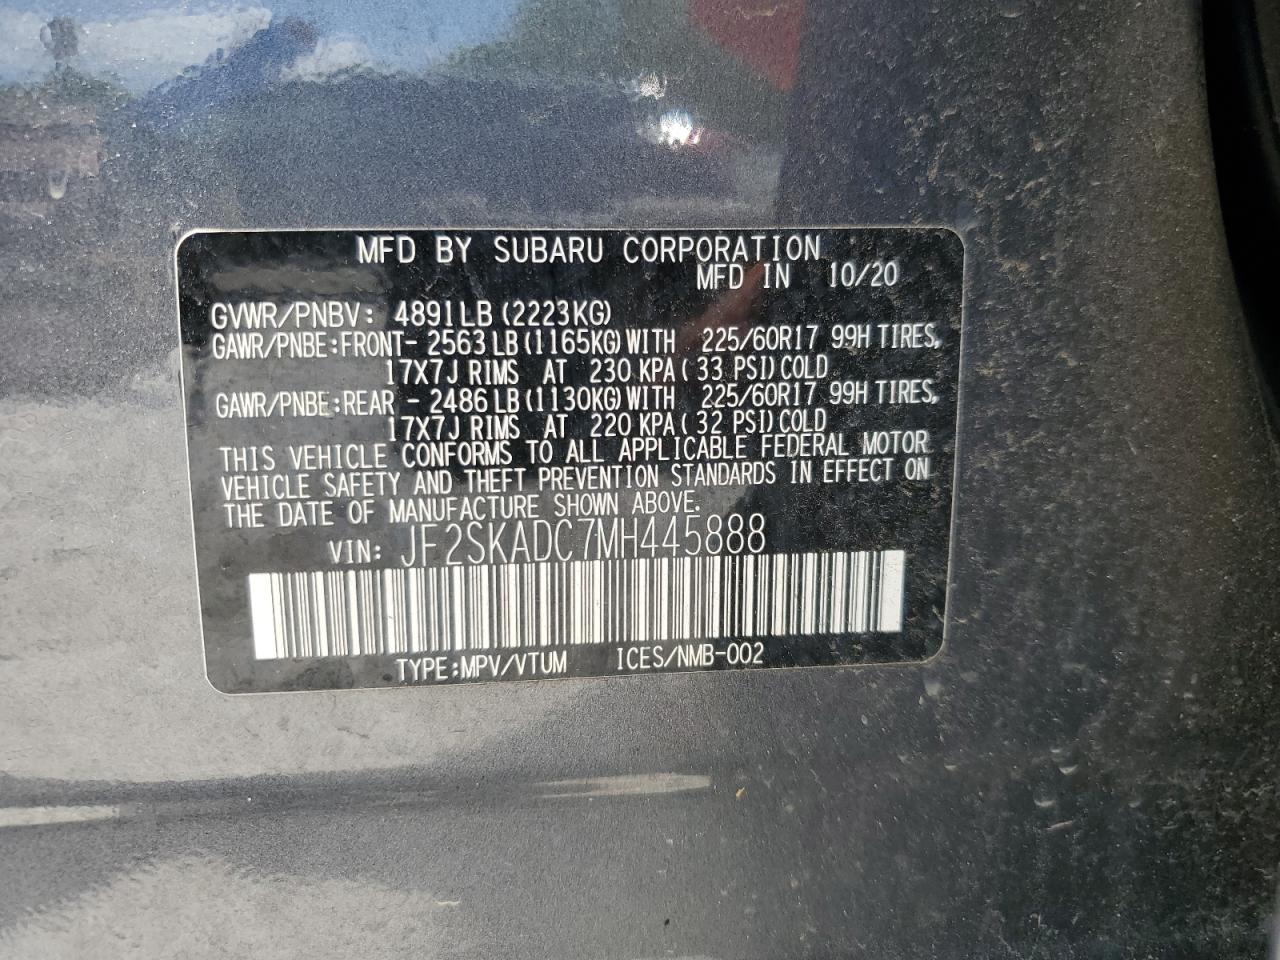 MFD BY SUBARU CORPORATION
MFD IN 10/20
GVWR/PNBV: 4891LB(2223KG)
GAWR/PNBE:FRONT- 2563LB(1165KG)WITH 225/60R17 99H TIRES,
17X7J RIMS AT 230 KPA( 33 PSI)COLD
GAWR/PNBE:REAR - 2486LB(1130KG)WITH 225/60R17 99H TIRES,
17X7J RIMS AT 220 KPA( 32 PSI)COLD
THIS VEHICLE CONFORMS TO ALL APPLICABLE FEDERAL MOTOR
VEHICLE SAFETY AND THEFT PREVENTION STANDARDS IN EFFECT ON
THE DATE OF MANUFACTURE SHOWN ABOVE.
VIN: JF2SKADC7MH445888
TYPE:MPV/VTUM ICES/NMB-002